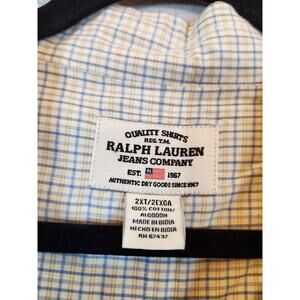 QUALITY SHIRTS
REG. T.M.
RALPH LAUREN
JEANS COMPANY
EST. RL 1967
AUTHENTIC DRY GOODS SINCE 1967
2XT/2EXGA
100% COTTON/
ALGODON
MADE IN INDIA
HECHO EN INDIA
RN 67437